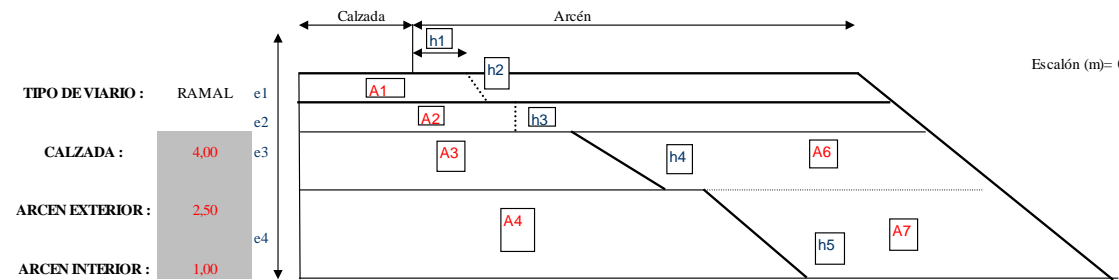 Calzada Arcén
h1
Escalón (m)=
h2
TIPO DE VIARIO : RAMAL e1 A1
e2 A2 h3
CALZADA : 4,00 e3 A3 h4 A6
ARCEN EXTERIOR : 2,50
e4 A4 h5 A7
ARCEN INTERIOR : 1,00